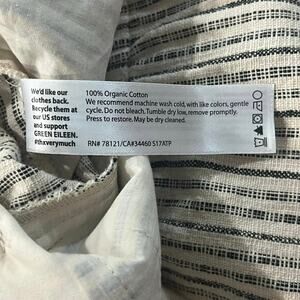 We'd like our
clothes back.
Recycle them at
our US stores
and support
GREEN EILEEN.
#thxverymuch
100% Organic Cotton
We recommend machine wash cold, with like colors, gentle
cycle. Do not bleach. Tumble dry low, remove promptly.
Press to restore. May be dry cleaned.
RN# 78121/CA#34460 S17ATP